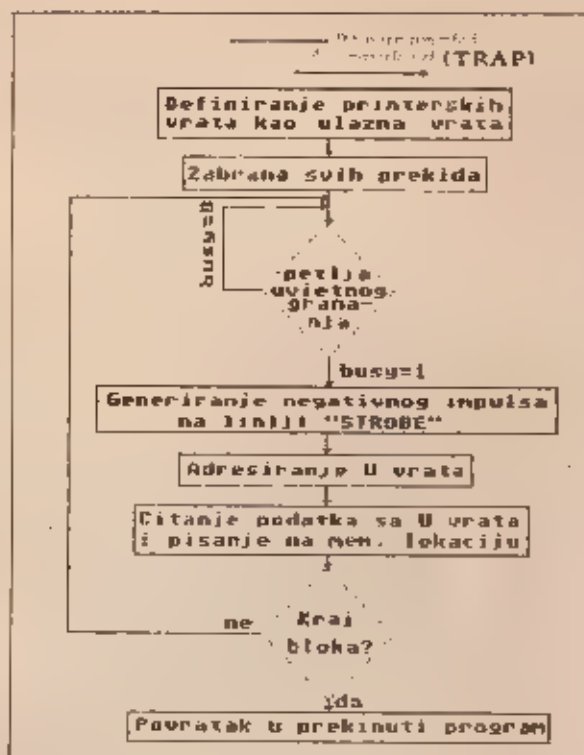 (TRAP)
Definiranje printerskih
vrata kao ulazna vrata
Zabrana svih prekida
busy=0
petlja
uvjetnog
grana-
nja
busy=1
Generiranje negativnog impulsa
na liniji "STROBE"
Adresiranje U vrata
Citanje podatka sa U vrata
i pisanje na mem. lokaciju
ne
Kraj
bloka?
da
Povratak u prekinuti program